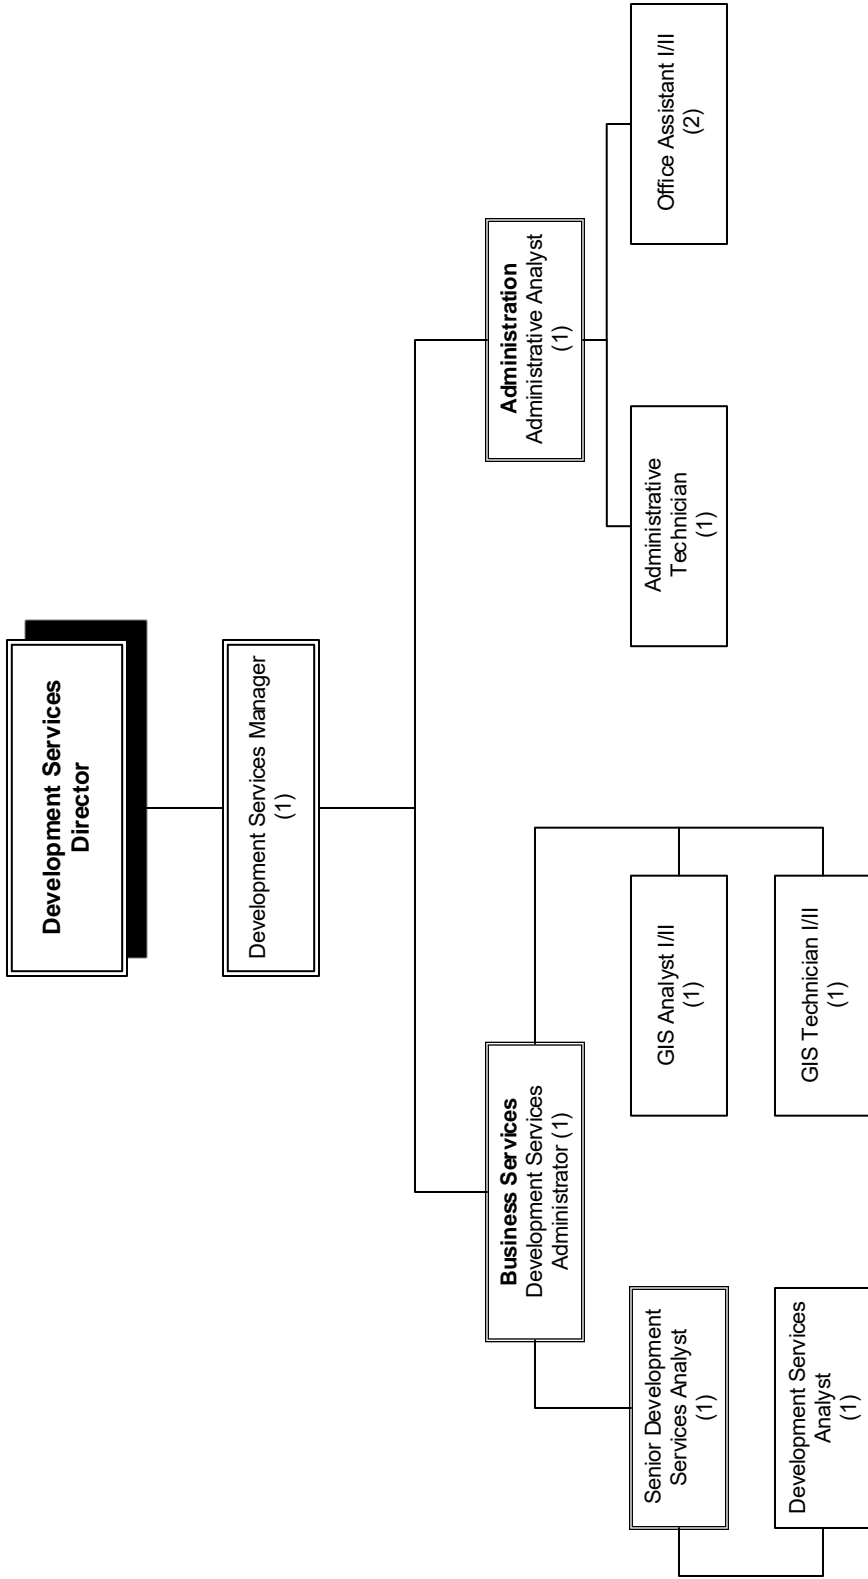 Development Services
Director
Development Services Manager
(1)
Business Services
Development Services
Administrator (1)
Administration
Administrative Analyst
(1)
Senior Development
Services Analyst
(1)
GIS Analyst I/II
(1)
Administrative
Technician
(1)
Office Assistant I/II
(2)
Development Services
Analyst
(1)
GIS Technician I/II
(1)